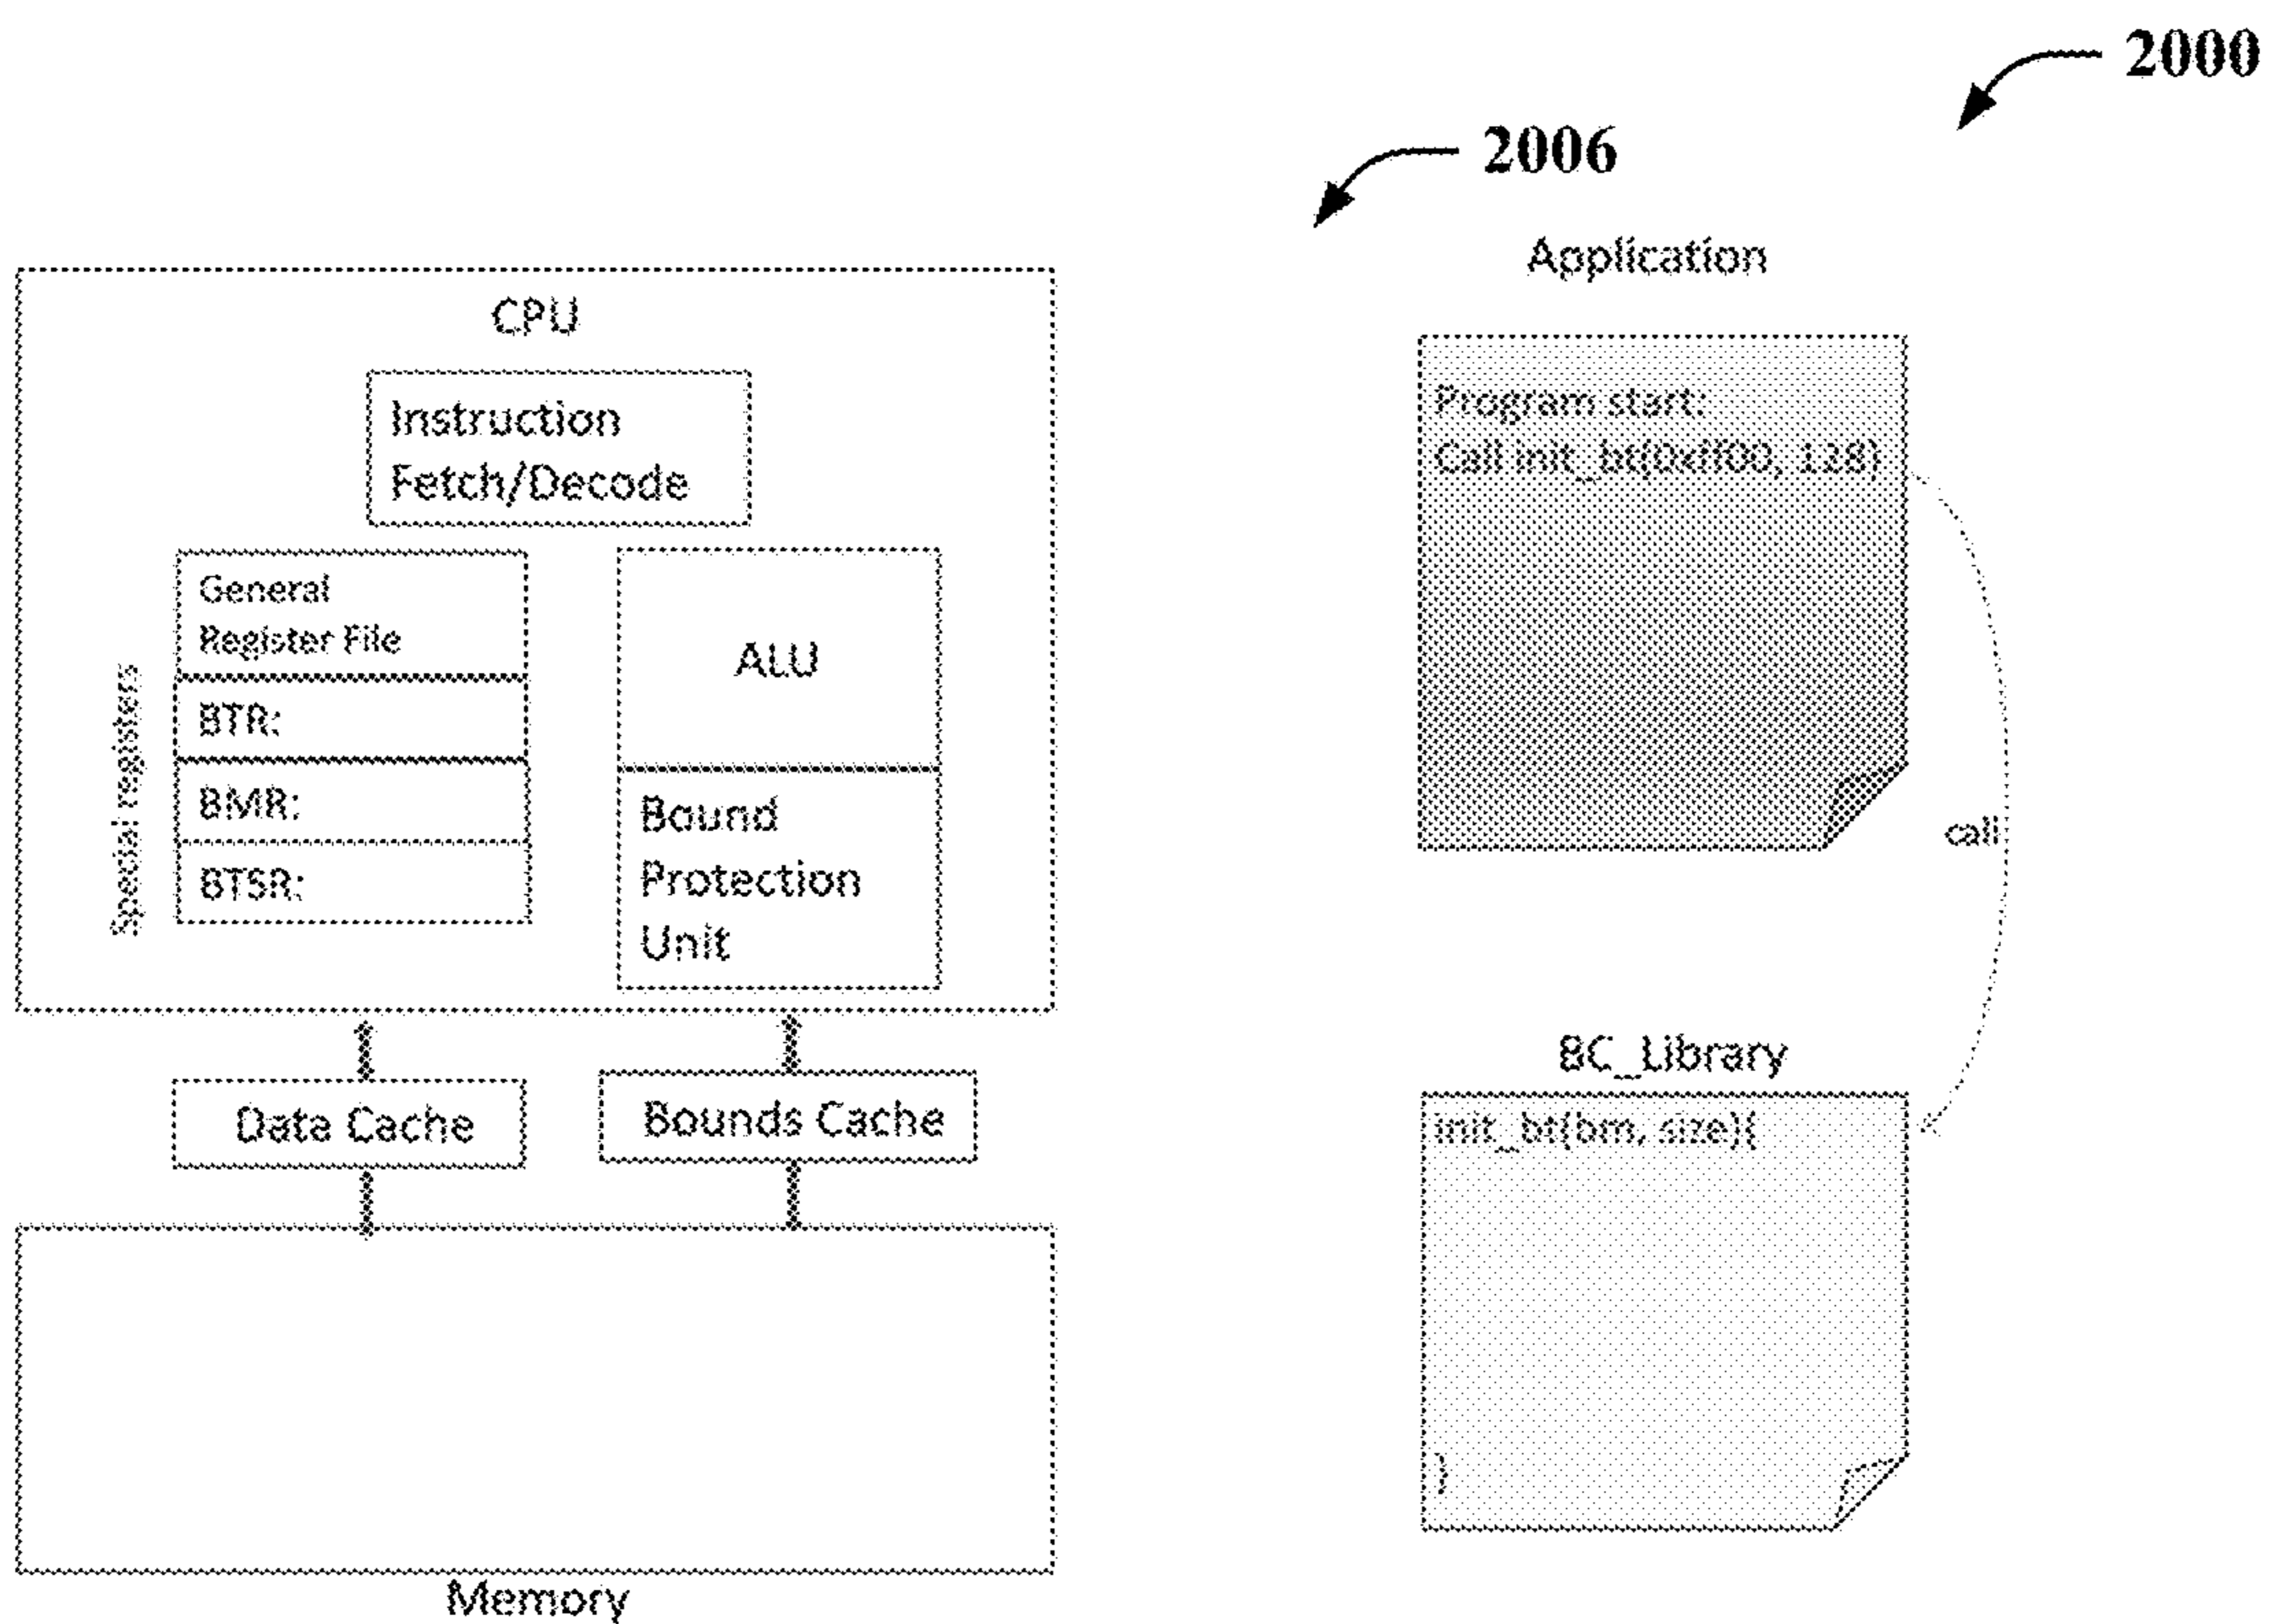 2000
2006
CPU
Instruction
Fetch/Decode
General
Register File
BTR:
BMR:
BTSR:
Special registers
ALU
Bound
Protection
Unit
Data Cache
Bounds Cache
Memory
Application
Program start:
Call init_bt(0xff00, 128)
call
BC_Library
init_bt(bm, size){
}